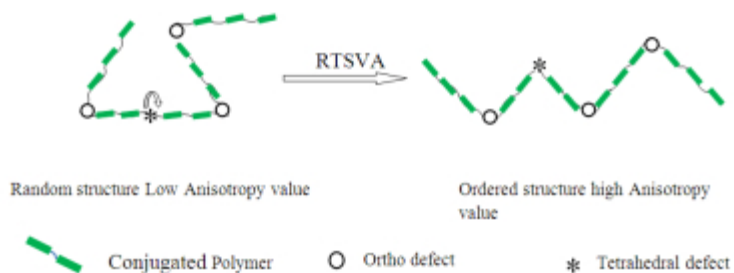 RTSVA
*
*
Random structure Low Anisotropy value
Ordered structure high Anisotropy
value
Conjugated Polymer
Ortho defect
* Tetrahedral defect